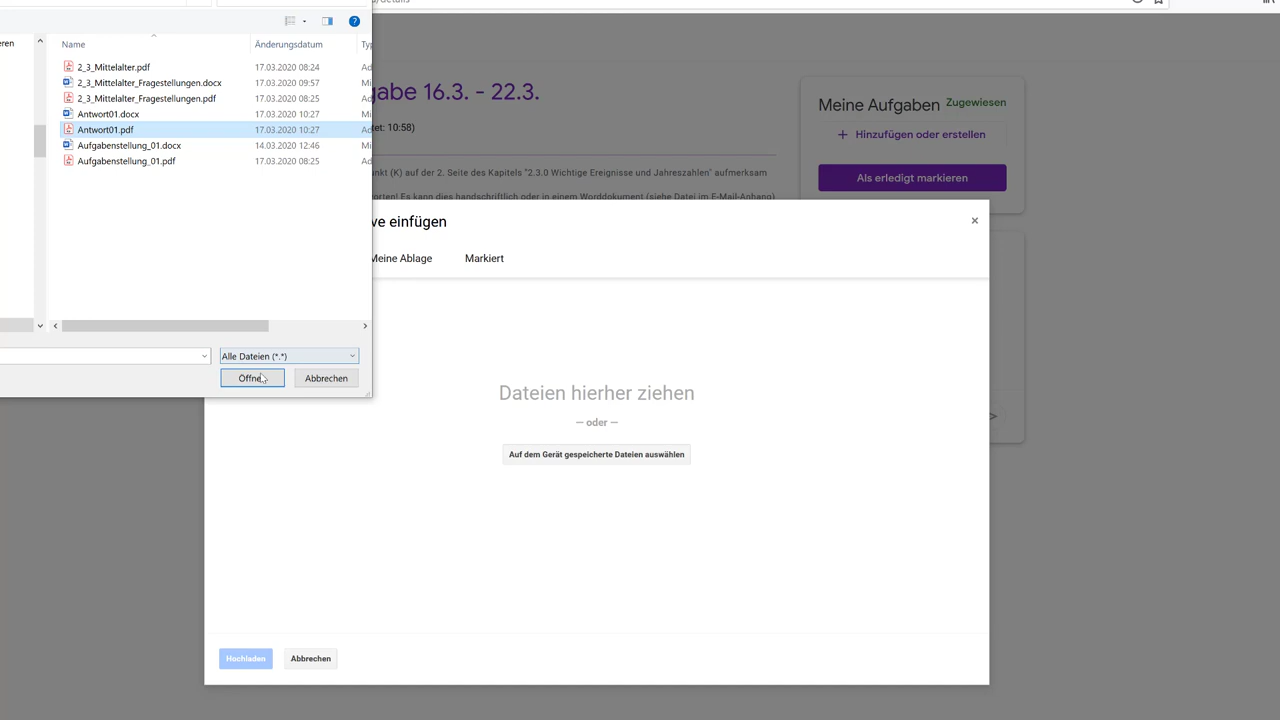 Name Änderungsdatum
2_3_Mittelalter.pdf 17.03.2020 08:24
2_3_Mittelalter_Fragestellungen.docx 17.03.2020 09:57
2_3_Mittelalter_Fragestellungen.pdf 17.03.2020 08:25
Antwort01.docx 17.03.2020 10:27
Antwort01.pdf 17.03.2020 10:27
Aufgabenstellung_01.docx 14.03.2020 12:46
Aufgabenstellung_01.pdf 17.03.2020 08:25
Alle Dateien (*.*)
Öffnen Abbrechen
gabe 16.3. - 22.3.
tet: 10:58)
nkt (K) auf der 2. Seite des Kapitels "2.3.0 Wichtige Ereignisse und Jahreszahlen" aufmerksam
orten! Es kann dies handschriftlich oder in einem Worddokument (siehe Datei im E-Mail-Anhang)
Meine Aufgaben Zugewiesen
+ Hinzufügen oder erstellen
Als erledigt markieren
ve einfügen
×
Meine Ablage Markiert
Dateien hierher ziehen
— oder —
Auf dem Gerät gespeicherte Dateien auswählen
Hochladen Abbrechen